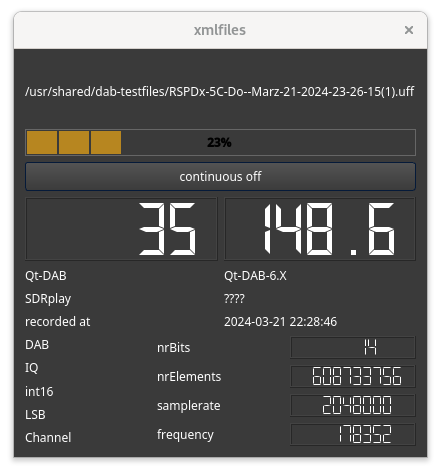 xmlfiles ×
/usr/shared/dab-testfiles/RSPDx-5C-Do--Marz-21-2024-23-26-15(1).uff
23%
continuous off
35 148.6
Qt-DAB Qt-DAB-6.X
SDRplay ????
recorded at 2024-03-21 22:28:46
DAB
nrBits 14
IQ
nrElements 608733756
int16
samplerate 2048000
LSB
frequency 178352
Channel